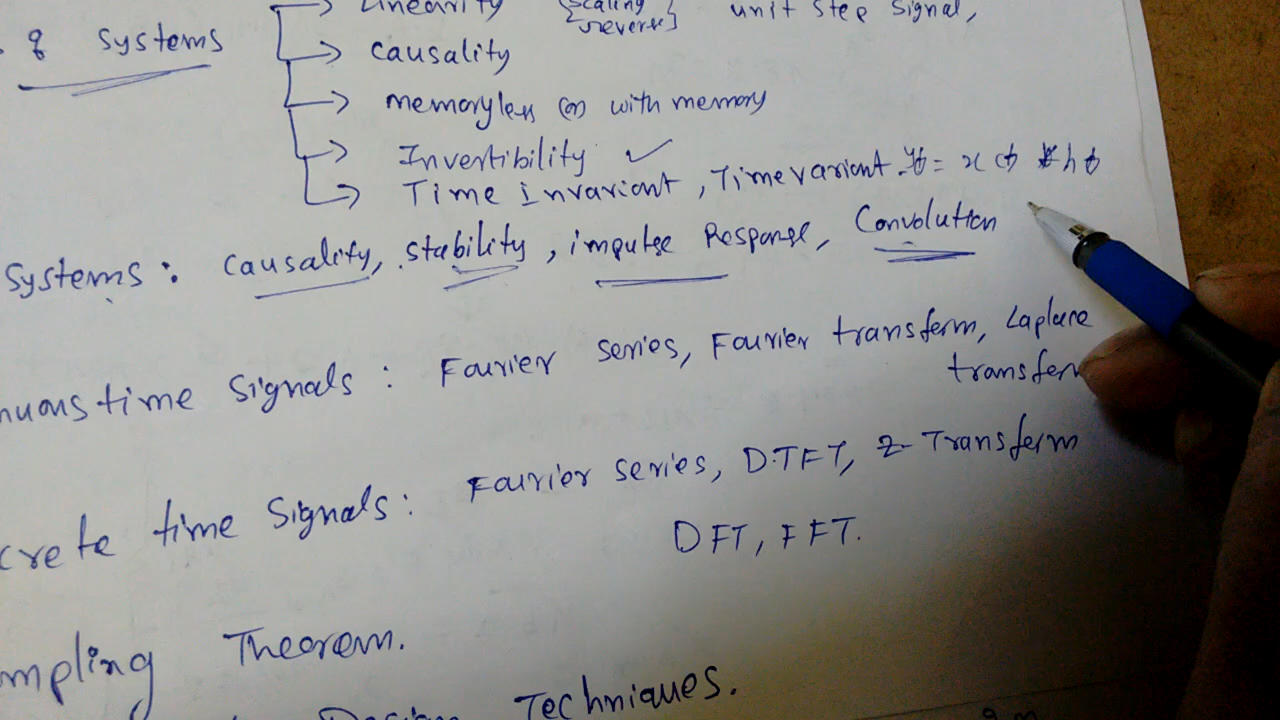 Linearity {scaling unit step signal,
reverse}
systems
causality
memoryless (or) with memory
Invertibility ✓
Time Invariant, Time variant. y(t) = x(t) * h(t)
Systems: causality, stability, impulse Response, Convolution
time Signals: Fourier series, Fourier transform, Laplace
transform
crete time Signals: Fourier series, DTFT, Z-Transform
DFT, FFT.
mpling Theorem.
Design Techniques.